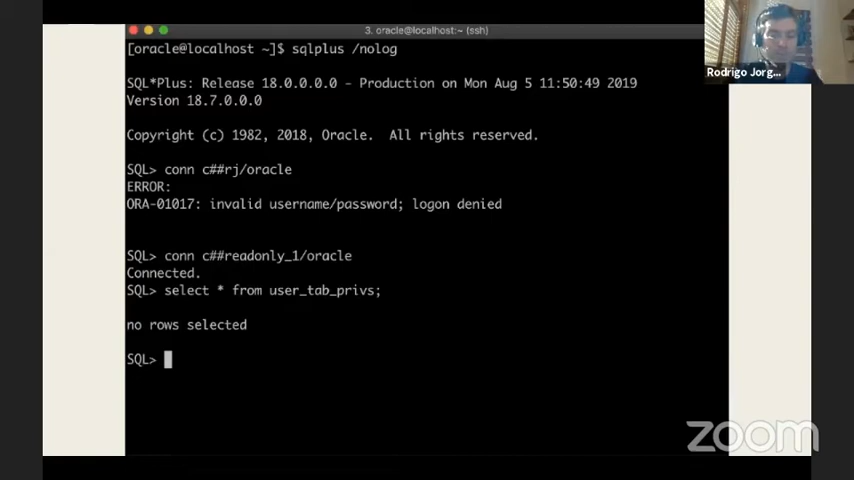 3. oracle@localhost:~ (ssh)
[oracle@localhost ~]$ sqlplus /nolog
SQL*Plus: Release 18.0.0.0.0 - Production on Mon Aug 5 11:50:49 2019
Version 18.7.0.0.0
Copyright (c) 1982, 2018, Oracle.  All rights reserved.
SQL> conn c##rj/oracle
ERROR:
ORA-01017: invalid username/password; logon denied
SQL> conn c##readonly_1/oracle
Connected.
SQL> select * from user_tab_privs;
no rows selected
SQL>
Rodrigo Jorg...
zoom